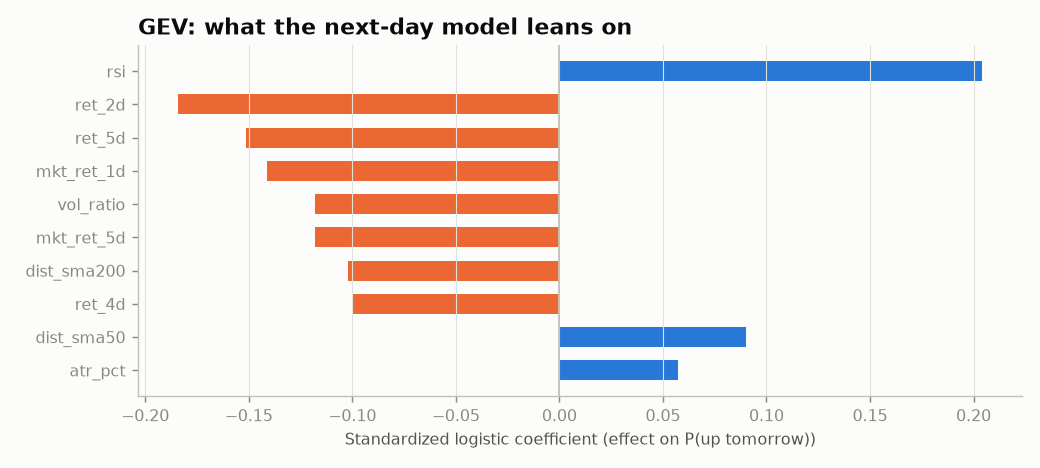 GEV: what the next-day model leans on
rsi
ret_2d
ret_5d
mkt_ret_1d
vol_ratio
mkt_ret_5d
dist_sma200
ret_4d
dist_sma50
atr_pct
−0.20 −0.15 −0.10 −0.05 0.00 0.05 0.10 0.15 0.20
Standardized logistic coefficient (effect on P(up tomorrow))